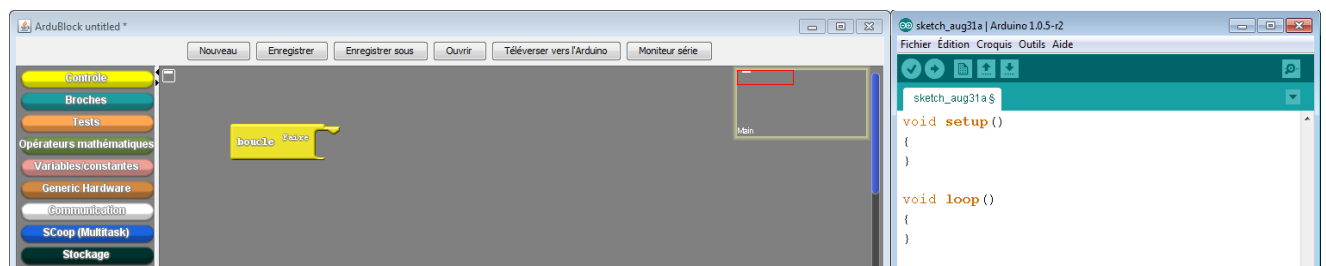 ArduBlock untitled *
Nouveau Enregistrer Enregistrer sous Ouvrir Téléverser vers l'Arduino Moniteur série
Contrôle
Broches
Tests
Opérateurs mathématiques
Variables/constantes
Generic Hardware
Communication
SCoop (Multitask)
Stockage
boucle Faire
Main
sketch_aug31a | Arduino 1.0.5-r2
Fichier Édition Croquis Outils Aide
sketch_aug31a §
void setup()
{
}
void loop()
{
}